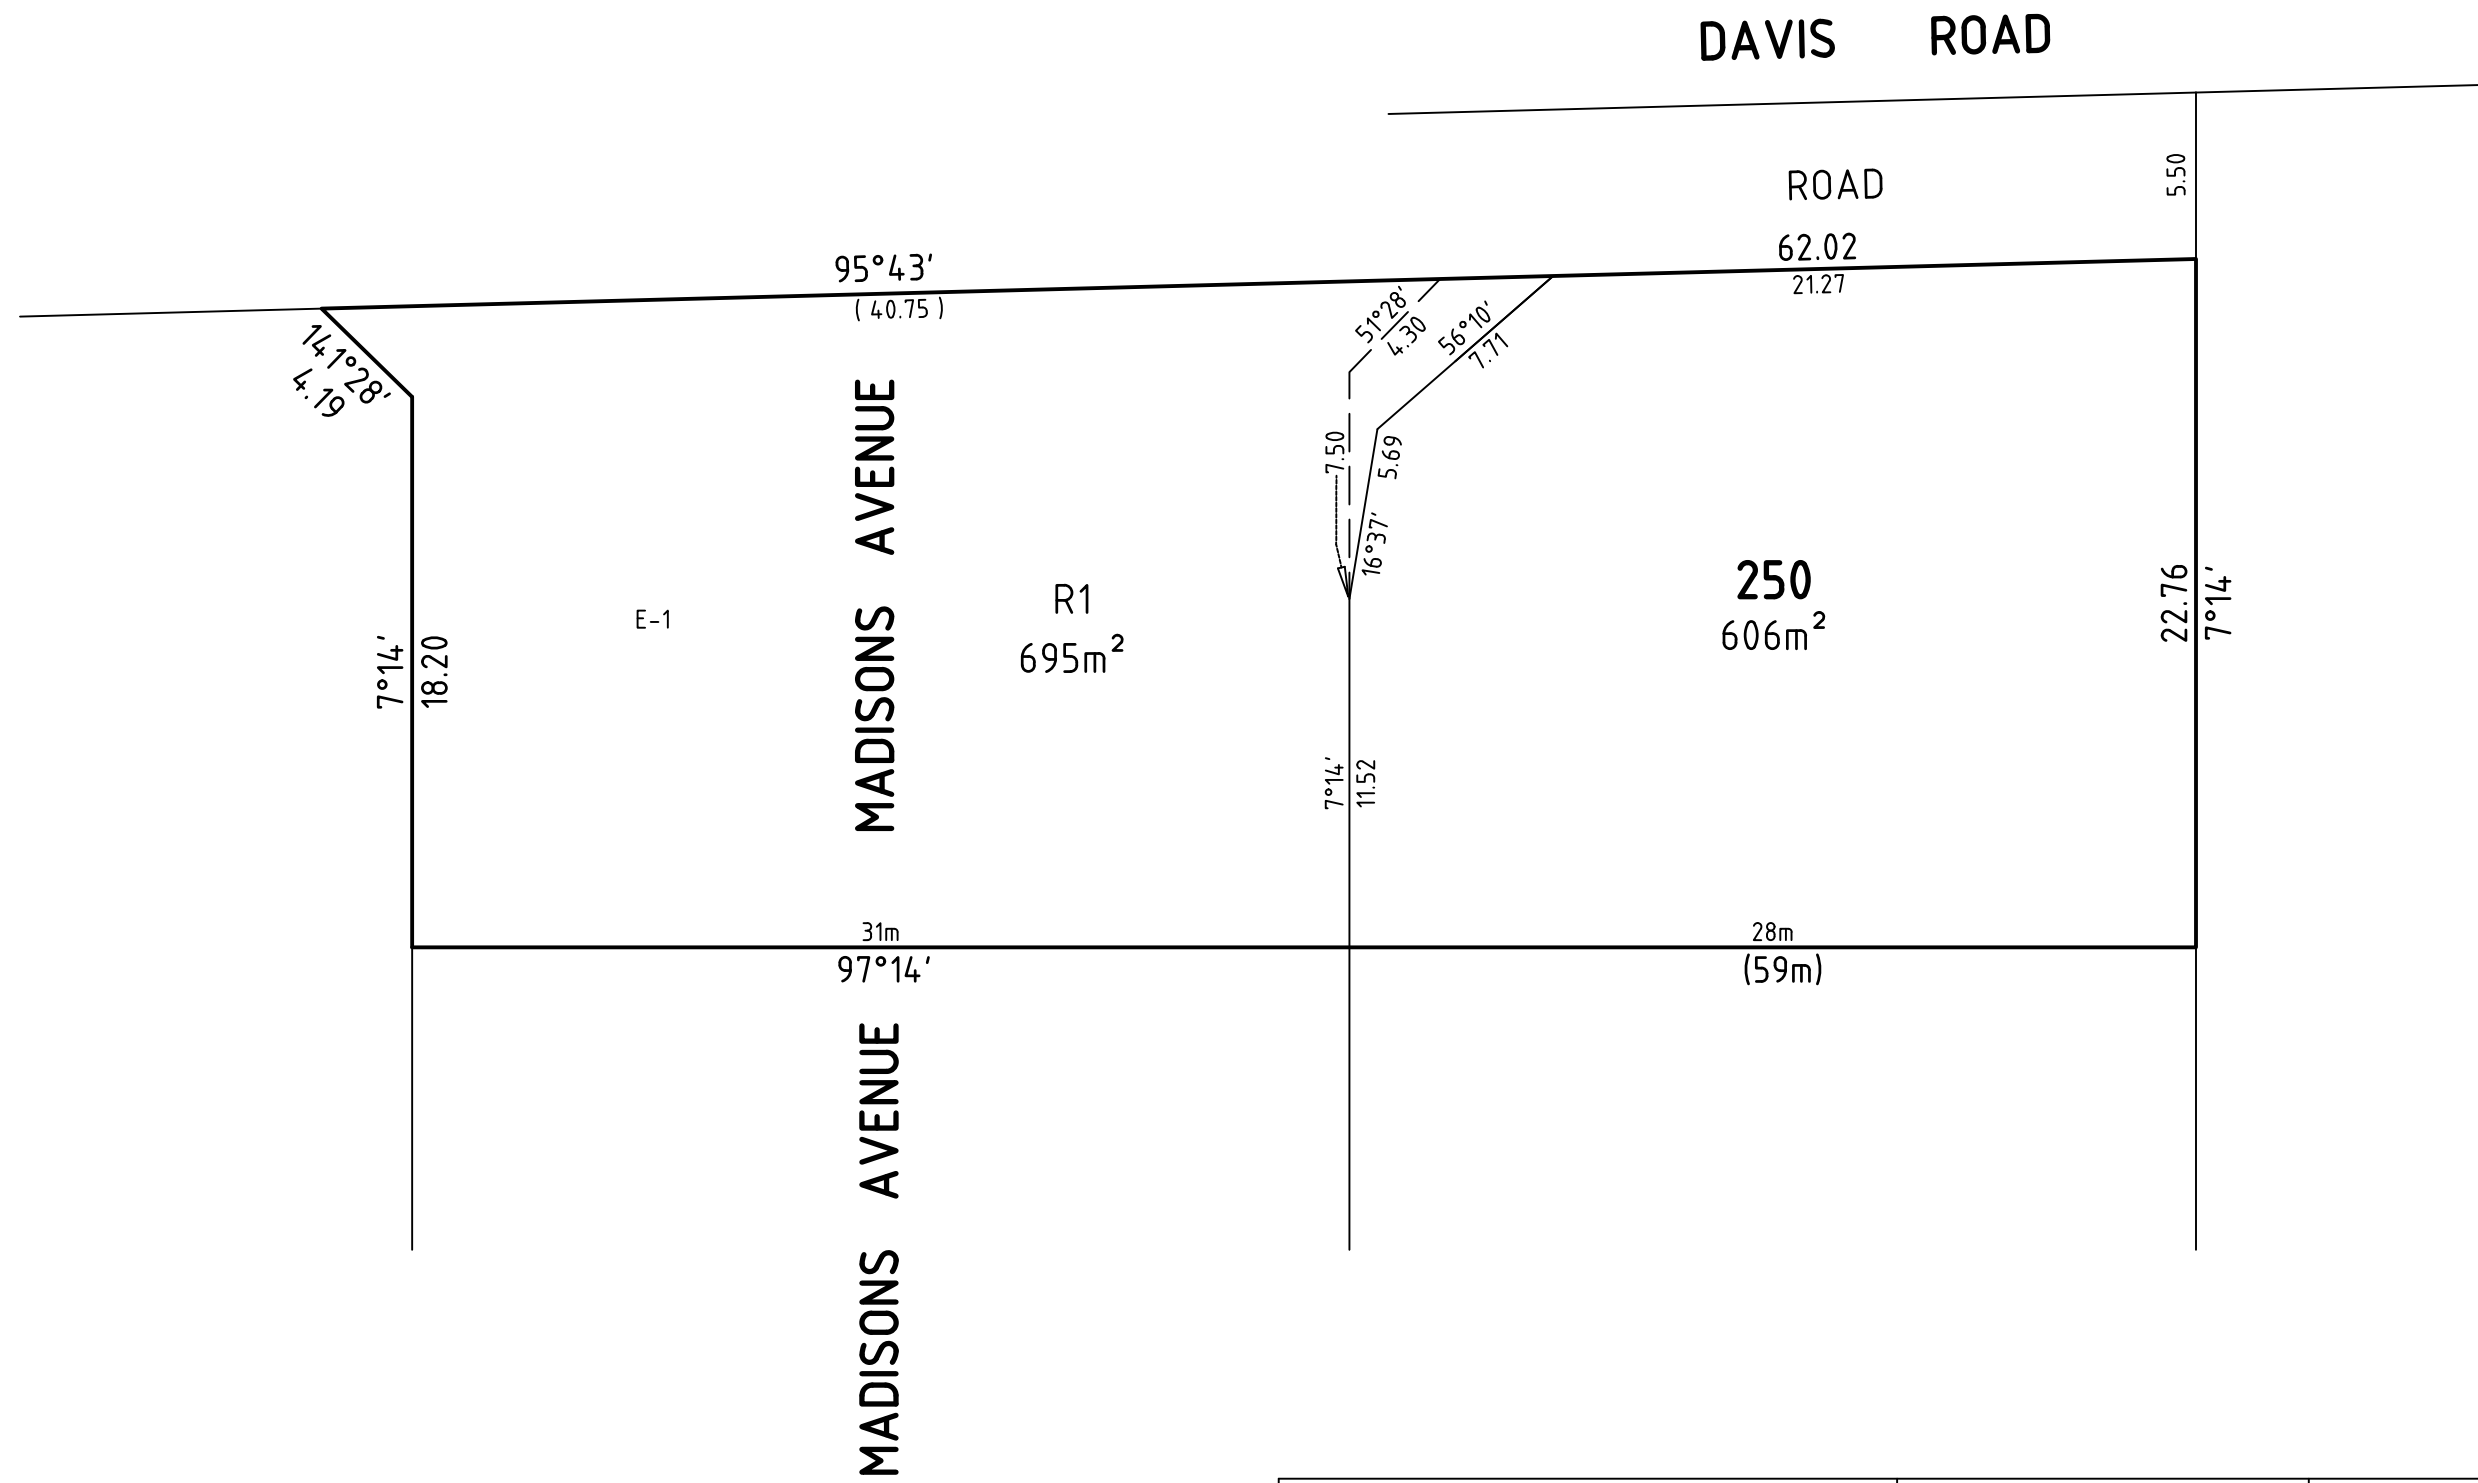 DAVIS ROAD
5.50
ROAD
62.02
21.27
95°43'
( 40.75 )
141°28'
4.19
51°28'
4.30
56°10'
7.71
7.50
5.69
16°37'
MADISONS AVENUE
E-1
R1
695m²
250
606m²
22.76
7°14'
7°14'
18.20
7°14'
11.52
31m
97°14'
28m
(59m)
MADISONS AVENUE